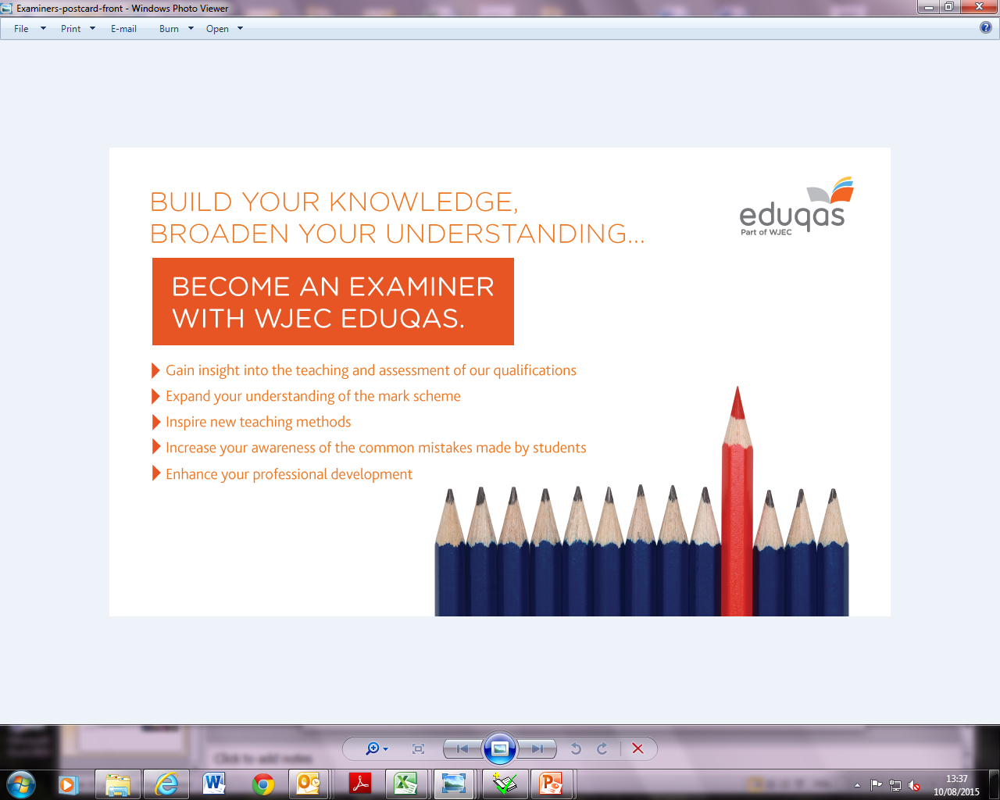 Examiners-postcard-front - Windows Photo Viewer
File Print E-mail Burn Open
BUILD YOUR KNOWLEDGE,
BROADEN YOUR UNDERSTANDING...
eduqas
Part of WJEC
BECOME AN EXAMINER
WITH WJEC EDUQAS.
Gain insight into the teaching and assessment of our qualifications
Expand your understanding of the mark scheme
Inspire new teaching methods
Increase your awareness of the common mistakes made by students
Enhance your professional development
Click to add notes
13:37
10/08/2015